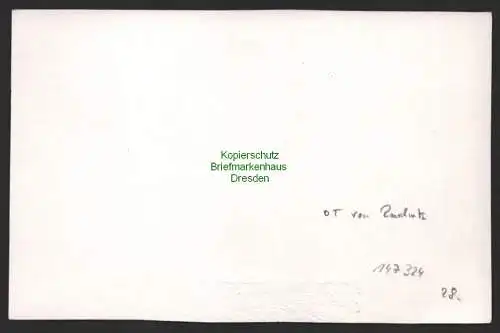 Kopierschutz
Briefmarkenhaus
Dresden
OT von
147324
28.